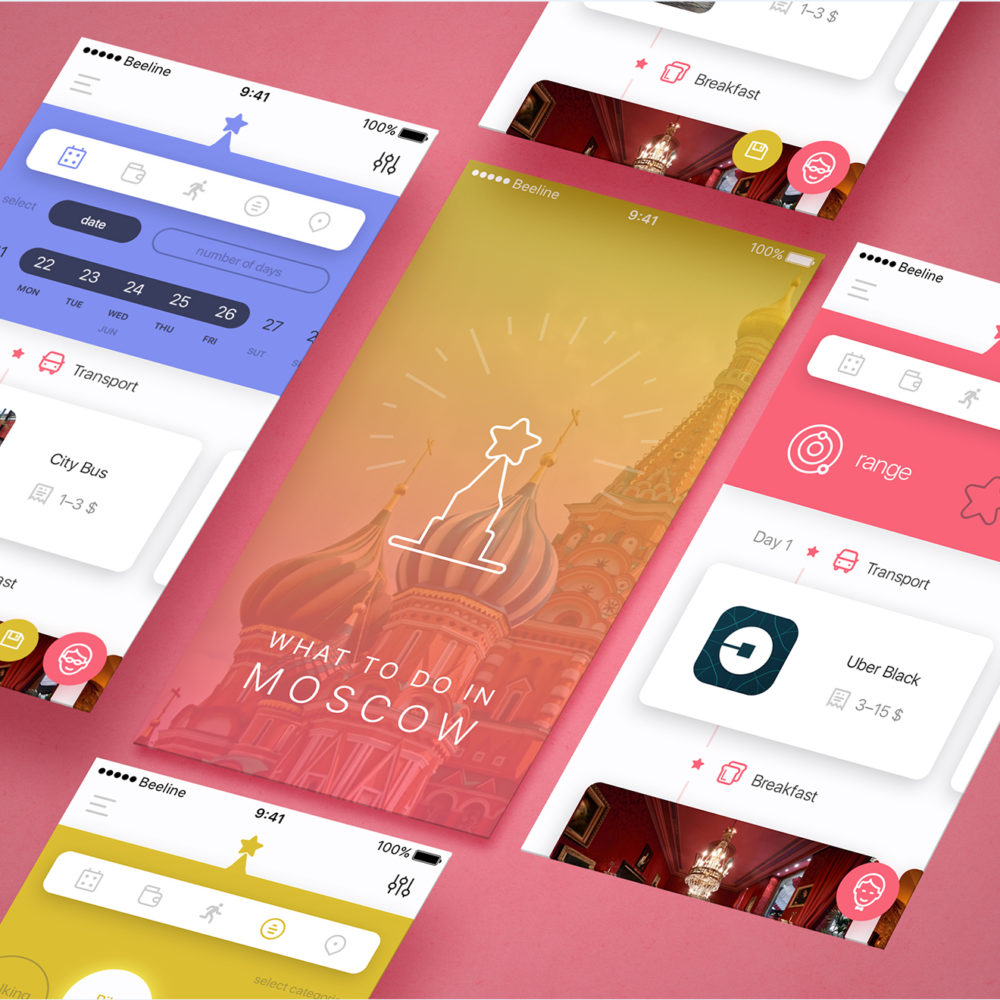 1–3 $
Breakfast
Beeline
9:41
100%
select
date
number of days
22 23 24 25 26 27
MON TUE WED THU FRI SUT
JUN
Transport
City Bus
1–3 $
Beeline
9:41
100%
WHAT TO DO IN
MOSCOW
Beeline
range
Day 1
Transport
Uber Black
3–15 $
Breakfast
Beeline
9:41
100%